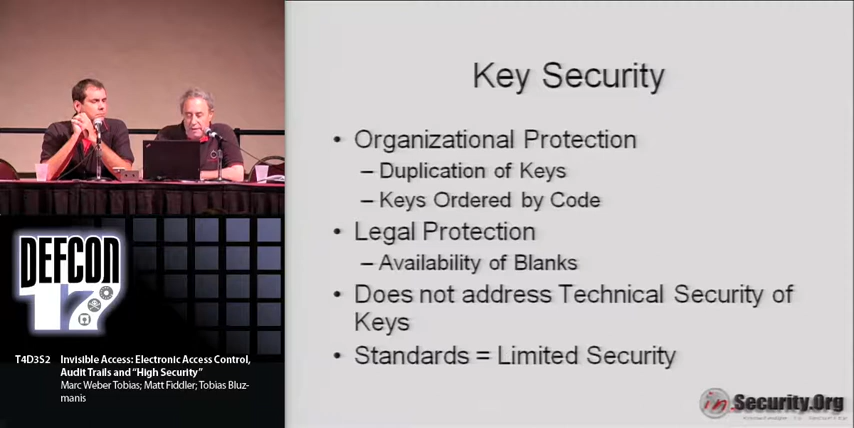 Key Security
• Organizational Protection
– Duplication of Keys
– Keys Ordered by Code
• Legal Protection
– Availability of Blanks
• Does not address Technical Security of
Keys
• Standards = Limited Security
in.Security.Org
DEFCON
17
T4D3S2 Invisible Access: Electronic Access Control,
Audit Trails and “High Security”
Marc Weber Tobias; Matt Fiddler; Tobias Bluz-
manis